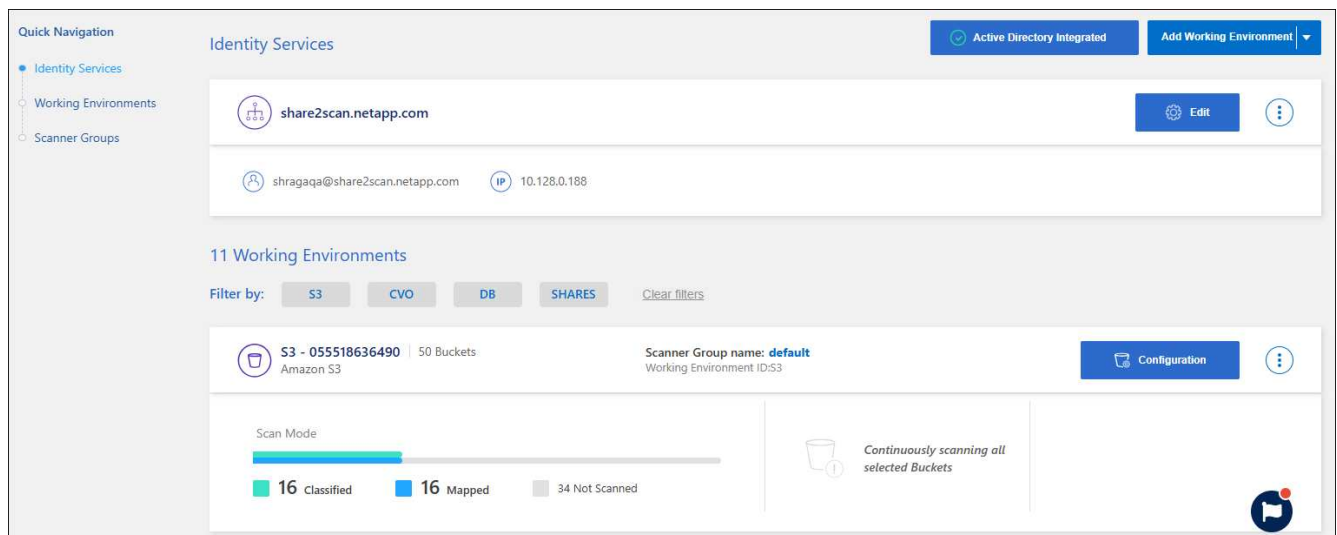 Quick Navigation
Identity Services
Working Environments
Scanner Groups
Identity Services
Active Directory Integrated
Add Working Environment
share2scan.netapp.com
Edit
shragaqa@share2scan.netapp.com
IP 10.128.0.188
11 Working Environments
Filter by: S3 CVO DB SHARES Clear filters
S3 - 055518636490 | 50 Buckets
Amazon S3
Scanner Group name: default
Working Environment ID:S3
Configuration
Scan Mode
16 Classified 16 Mapped 34 Not Scanned
Continuously scanning all
selected Buckets